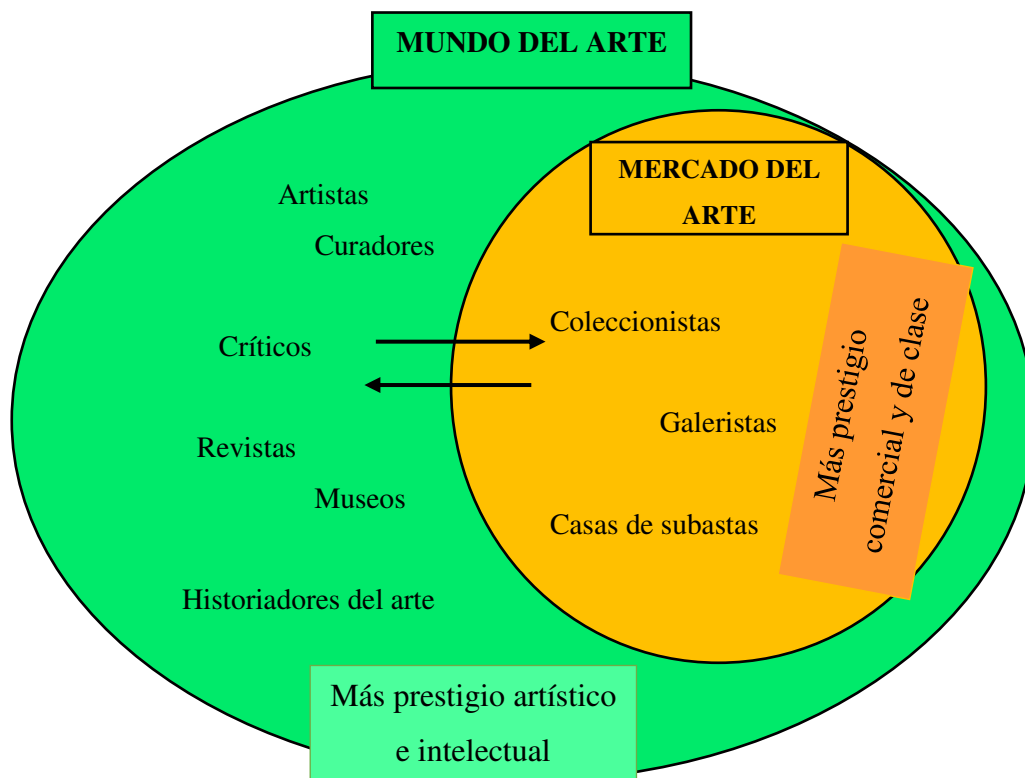 MUNDO DEL ARTE
MERCADO DEL
ARTE
Artistas
Curadores
Críticos
Revistas
Museos
Historiadores del arte
Coleccionistas
Galeristas
Casas de subastas
Más prestigio
comercial y de clase
Más prestigio artístico
e intelectual